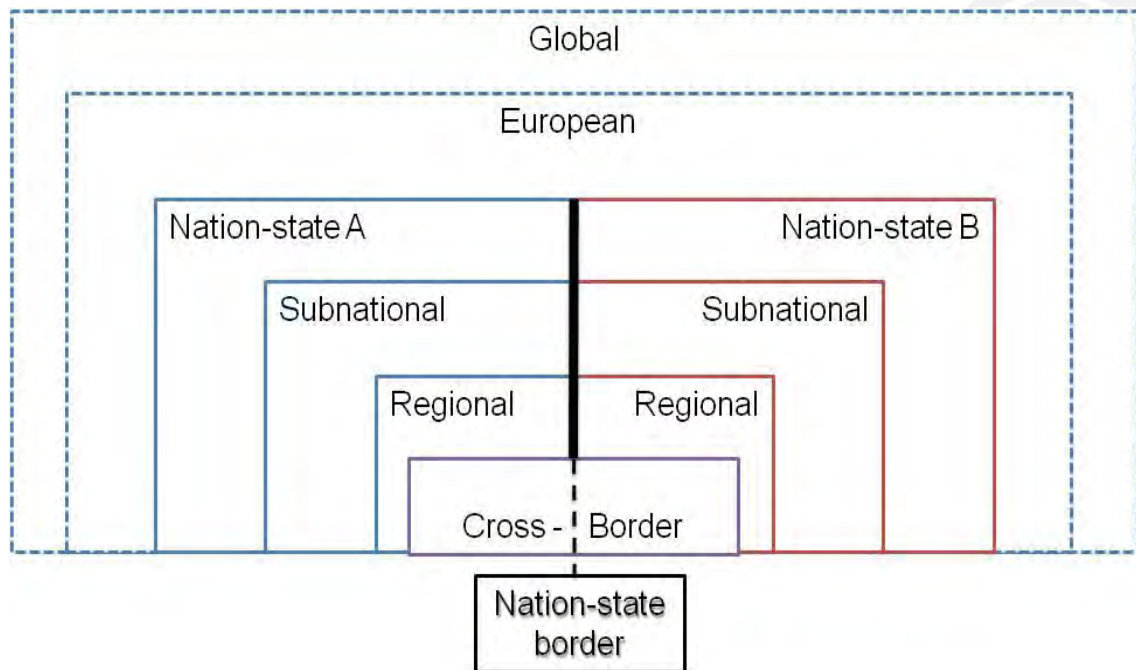 Global
European
Nation-state A
Nation-state B
Subnational
Subnational
Regional
Regional
Cross - Border
Nation-state
border